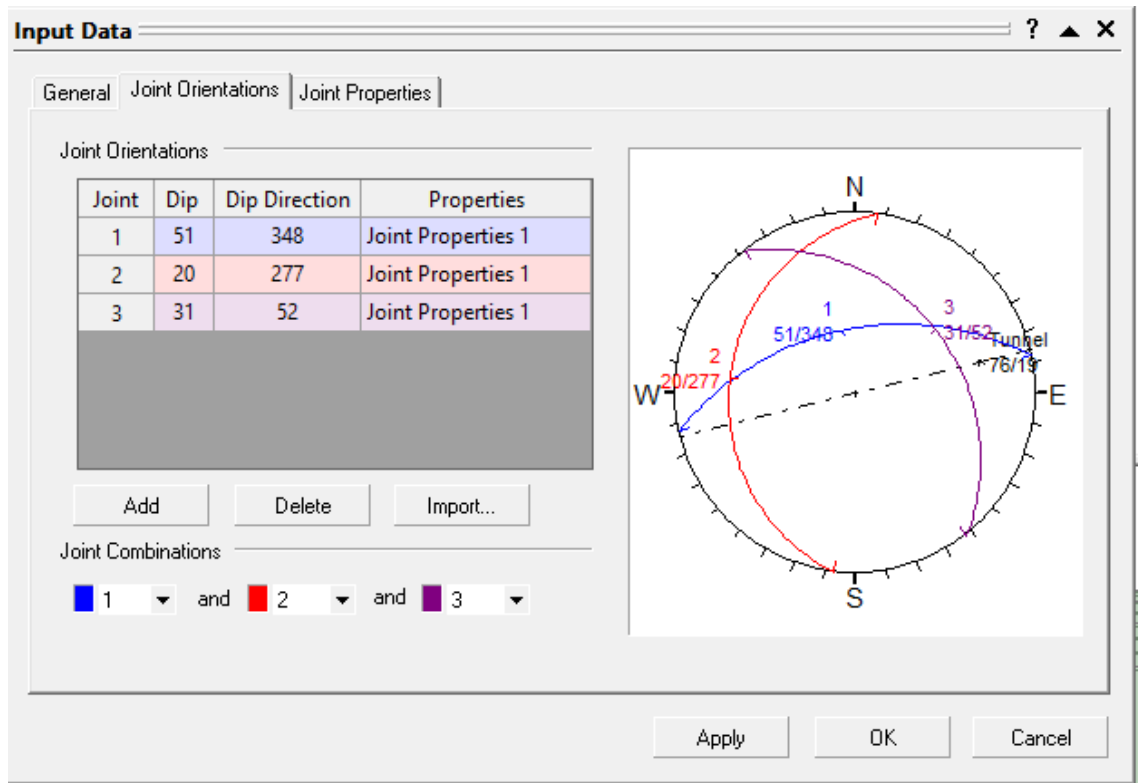 Input Data ? ▲ ×
General Joint Orientations Joint Properties
Joint Orientations
Joint Dip Dip Direction Properties
1 51 348 Joint Properties 1
2 20 277 Joint Properties 1
3 31 52 Joint Properties 1
Add Delete Import...
Joint Combinations
1 and 2 and 3
N
1
51/348
3
31/52
Tunnel
76/19
2
20/277
W
E
S
Apply OK Cancel